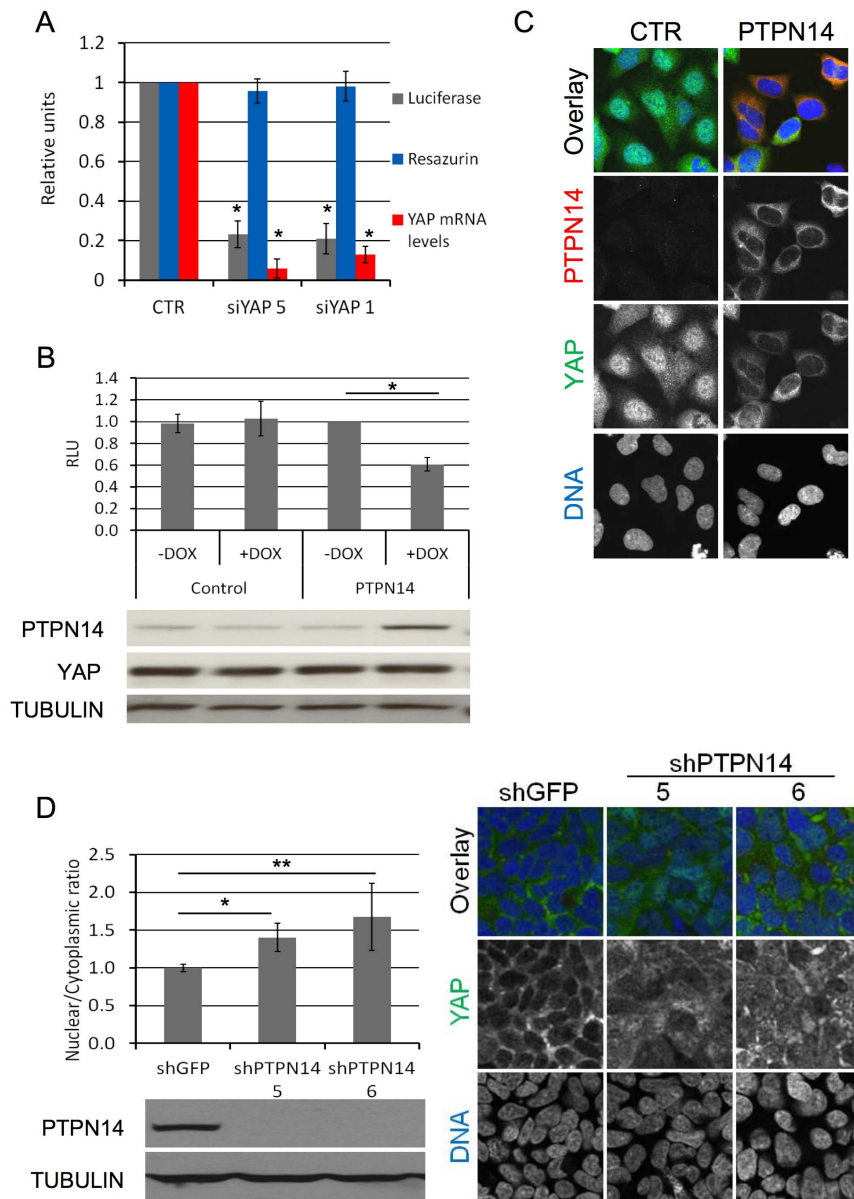 A
1.2
1
0.8
0.6
0.4
0.2
0
Relative units
* * * *
CTR siYAP 5 siYAP 1
Luciferase
Resazurin
YAP mRNA
levels
B
1.4
1.2
1.0
0.8
0.6
0.4
0.2
0.0
RLU
*
-DOX +DOX -DOX +DOX
Control PTPN14
PTPN14
YAP
TUBULIN
C
CTR PTPN14
Overlay
PTPN14
YAP
DNA
D
2.5
2.0
1.5
1.0
0.5
0.0
Nuclear/Cytoplasmic ratio
**
*
shGFP shPTPN14 shPTPN14
5 6
PTPN14
TUBULIN
shPTPN14
shGFP 5 6
Overlay
YAP
DNA